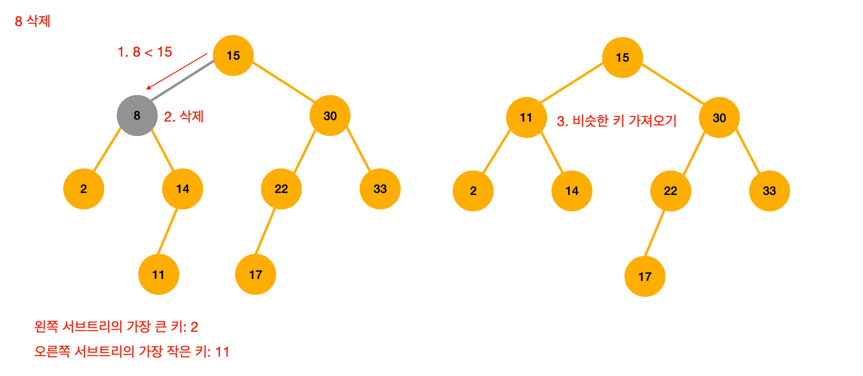 8 삭제
1. 8 < 15
15
8
2. 삭제
30
2
14
22
33
11
17
왼쪽 서브트리의 가장 큰 키: 2
오른쪽 서브트리의 가장 작은 키: 11
15
11
3. 비슷한 키 가져오기
30
2
14
22
33
17